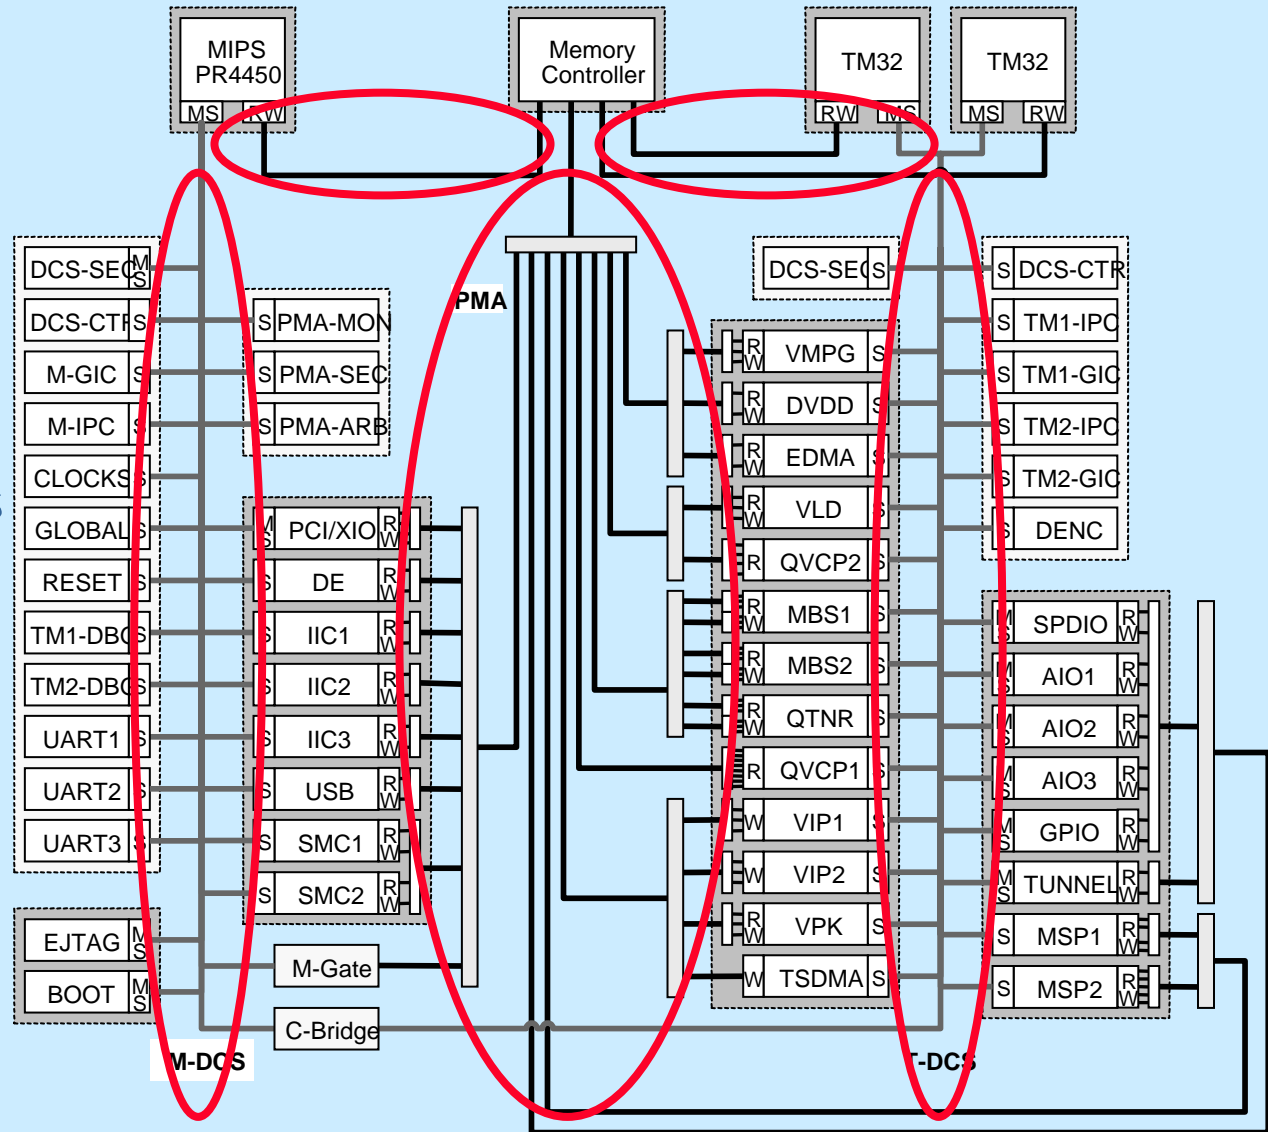 MIPS
PR4450
MS
RW
Memory
Controller
TM32
RW
MS
TM32
MS
RW
PMA
DCS-SEC
M
S
DCS-CTR
S
M-GIC
S
M-IPC
S
CLOCKS
S
GLOBAL
S
RESET
S
TM1-DBG
S
TM2-DBG
S
UART1
S
UART2
S
UART3
S
EJTAG
M
S
BOOT
M
S
S
PMA-MON
S
PMA-SEC
S
PMA-ARB
M
S
PCI/XIO
R
W
S
DE
R
W
S
IIC1
R
W
S
IIC2
R
W
S
IIC3
R
W
S
USB
R
W
S
SMC1
R
W
S
SMC2
R
W
M-Gate
C-Bridge
M-DCS
DCS-SEC
S
R
W
VMPG
S
R
W
DVDD
S
R
W
EDMA
S
R
W
VLD
S
R
QVCP2
S
R
W
MBS1
S
R
W
MBS2
S
R
W
QTNR
S
R
QVCP1
S
W
VIP1
S
W
VIP2
S
R
W
VPK
S
W
TSDMA
S
S
DCS-CTR
S
TM1-IPC
S
TM1-GIC
S
TM2-IPC
S
TM2-GIC
S
DENC
M
S
SPDIO
R
W
M
S
AIO1
R
W
M
S
AIO2
R
W
M
S
AIO3
R
W
M
S
GPIO
R
W
M
S
TUNNEL
R
W
S
MSP1
R
W
S
MSP2
R
W
T-DCS